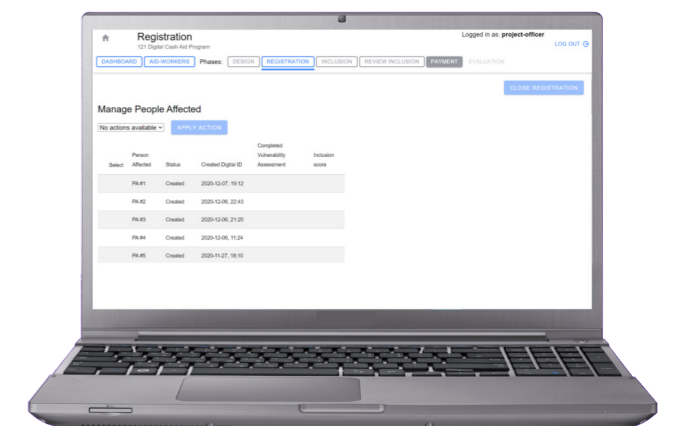 Registration
121 Digital Cash Aid Program
Logged in as: project-officer
LOG OUT
DASHBOARD AID-WORKERS Phases: DESIGN REGISTRATION INCLUSION REVIEW INCLUSION PAYMENT EVALUATION
CLOSE REGISTRATION
Manage People Affected
No actions available APPLY ACTION
Select Person Affected Status Created Digital ID Completed Vulnerability Assessment Inclusion score
PA #1 Created 2020-12-07, 19:12
PA #2 Created 2020-12-06, 22:43
PA #3 Created 2020-12-06, 21:20
PA #4 Created 2020-12-06, 11:24
PA #5 Created 2020-11-27, 18:10